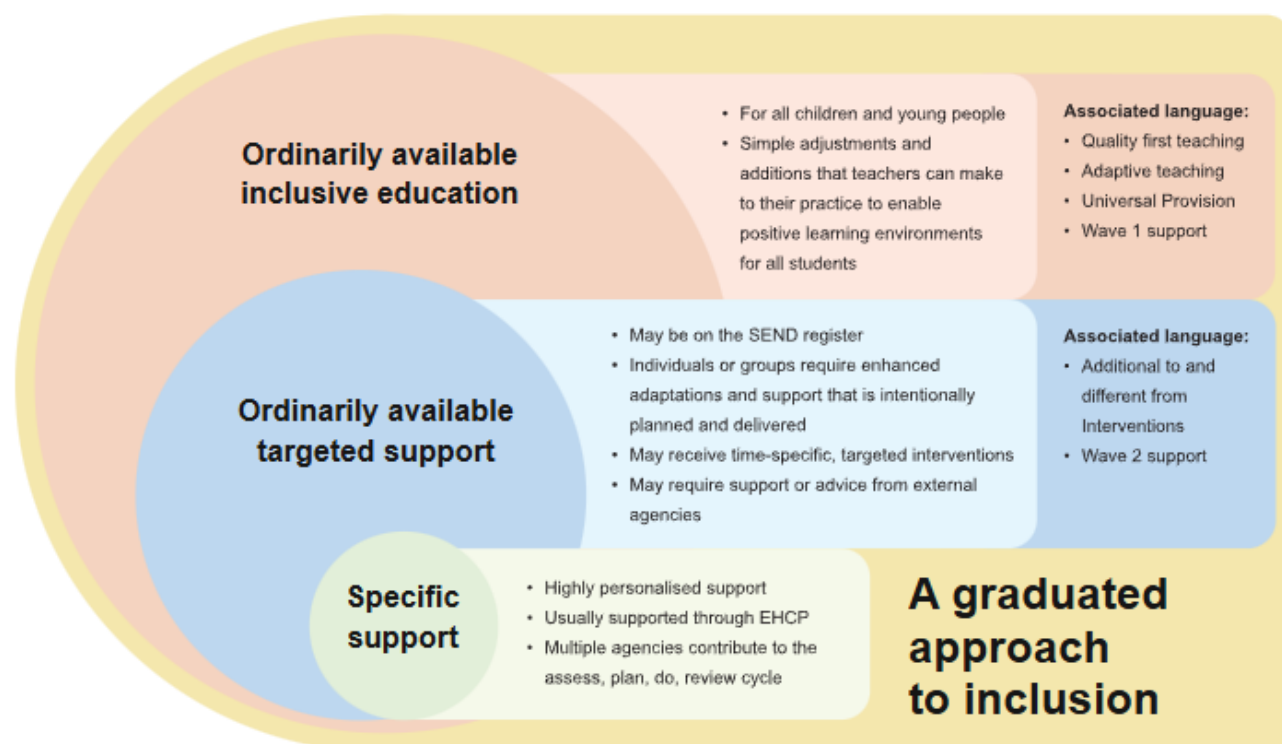 Ordinarily available
inclusive education
• For all children and young people
• Simple adjustments and
additions that teachers can make
to their practice to enable
positive learning environments
for all students
Associated language:
• Quality first teaching
• Adaptive teaching
• Universal Provision
• Wave 1 support
Ordinarily available
targeted support
• May be on the SEND register
• Individuals or groups require enhanced
adaptations and support that is intentionally
planned and delivered
• May receive time-specific, targeted interventions
• May require support or advice from external
agencies
Associated language:
• Additional to and
different from
Interventions
• Wave 2 support
Specific
support
• Highly personalised support
• Usually supported through EHCP
• Multiple agencies contribute to the
assess, plan, do, review cycle
A graduated
approach
to inclusion